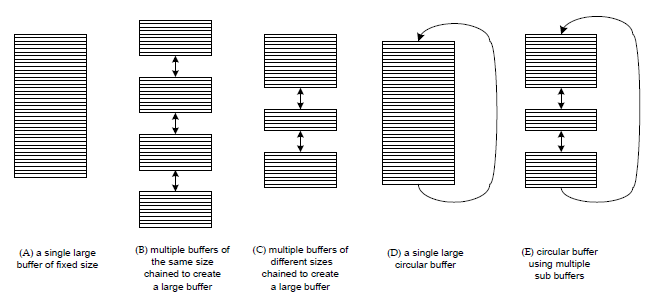 (A) a single large
buffer of fixed size
(B) multiple buffers of
the same size
chained to create
a large buffer
(C) multiple buffers of
different sizes
chained to create
a large buffer
(D) a single large
circular buffer
(E) circular buffer
using multiple
sub buffers